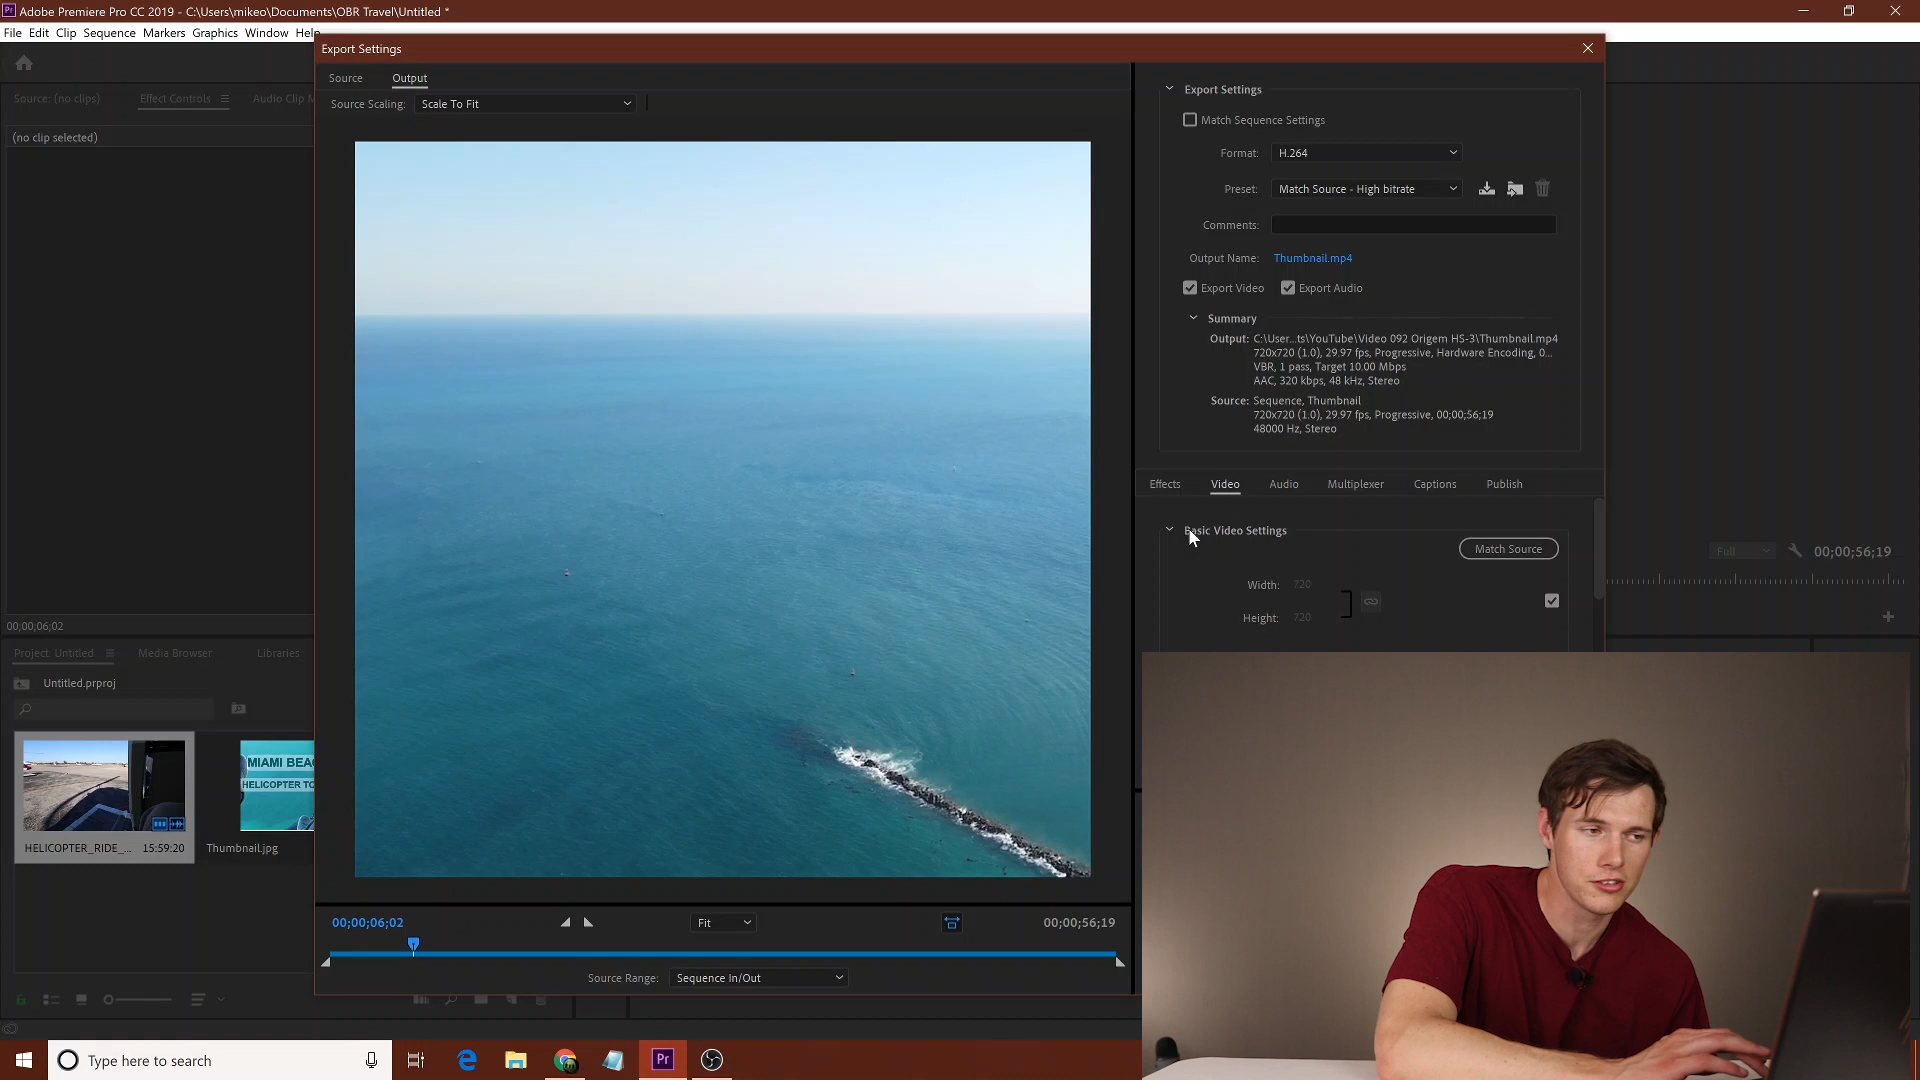 Pr Adobe Premiere Pro CC 2019 - C:\Users\mikeo\Documents\OBR Travel\Untitled *
File Edit Clip Sequence Markers Graphics Window Help
Export Settings
Source: (no clips) Effect Controls Audio Clip M
(no clip selected)
00;00;06;02
Project: Untitled Media Browser Libraries
Untitled.prproj
MIAMI BEA
HELICOPTER TO
HELICOPTER_RIDE_... 15:59:20 Thumbnail.jpg
Source Output
Source Scaling: Scale To Fit
00;00;06;02 Fit 00;00;56;19
Source Range: Sequence In/Out
Export Settings
Match Sequence Settings
Format: H.264
Preset: Match Source - High bitrate
Comments:
Output Name: Thumbnail.mp4
Export Video Export Audio
Summary
Output: C:\User...ts\YouTube\Video 092 Origem HS-3\Thumbnail.mp4
720x720 (1.0), 29.97 fps, Progressive, Hardware Encoding, 0...
VBR, 1 pass, Target 10.00 Mbps
AAC, 320 kbps, 48 kHz, Stereo
Source: Sequence, Thumbnail
720x720 (1.0), 29.97 fps, Progressive, 00;00;56;19
48000 Hz, Stereo
Effects Video Audio Multiplexer Captions Publish
Basic Video Settings
Match Source
Width: 720
Height: 720
Full 00;00;56;19
Type here to search
Pr